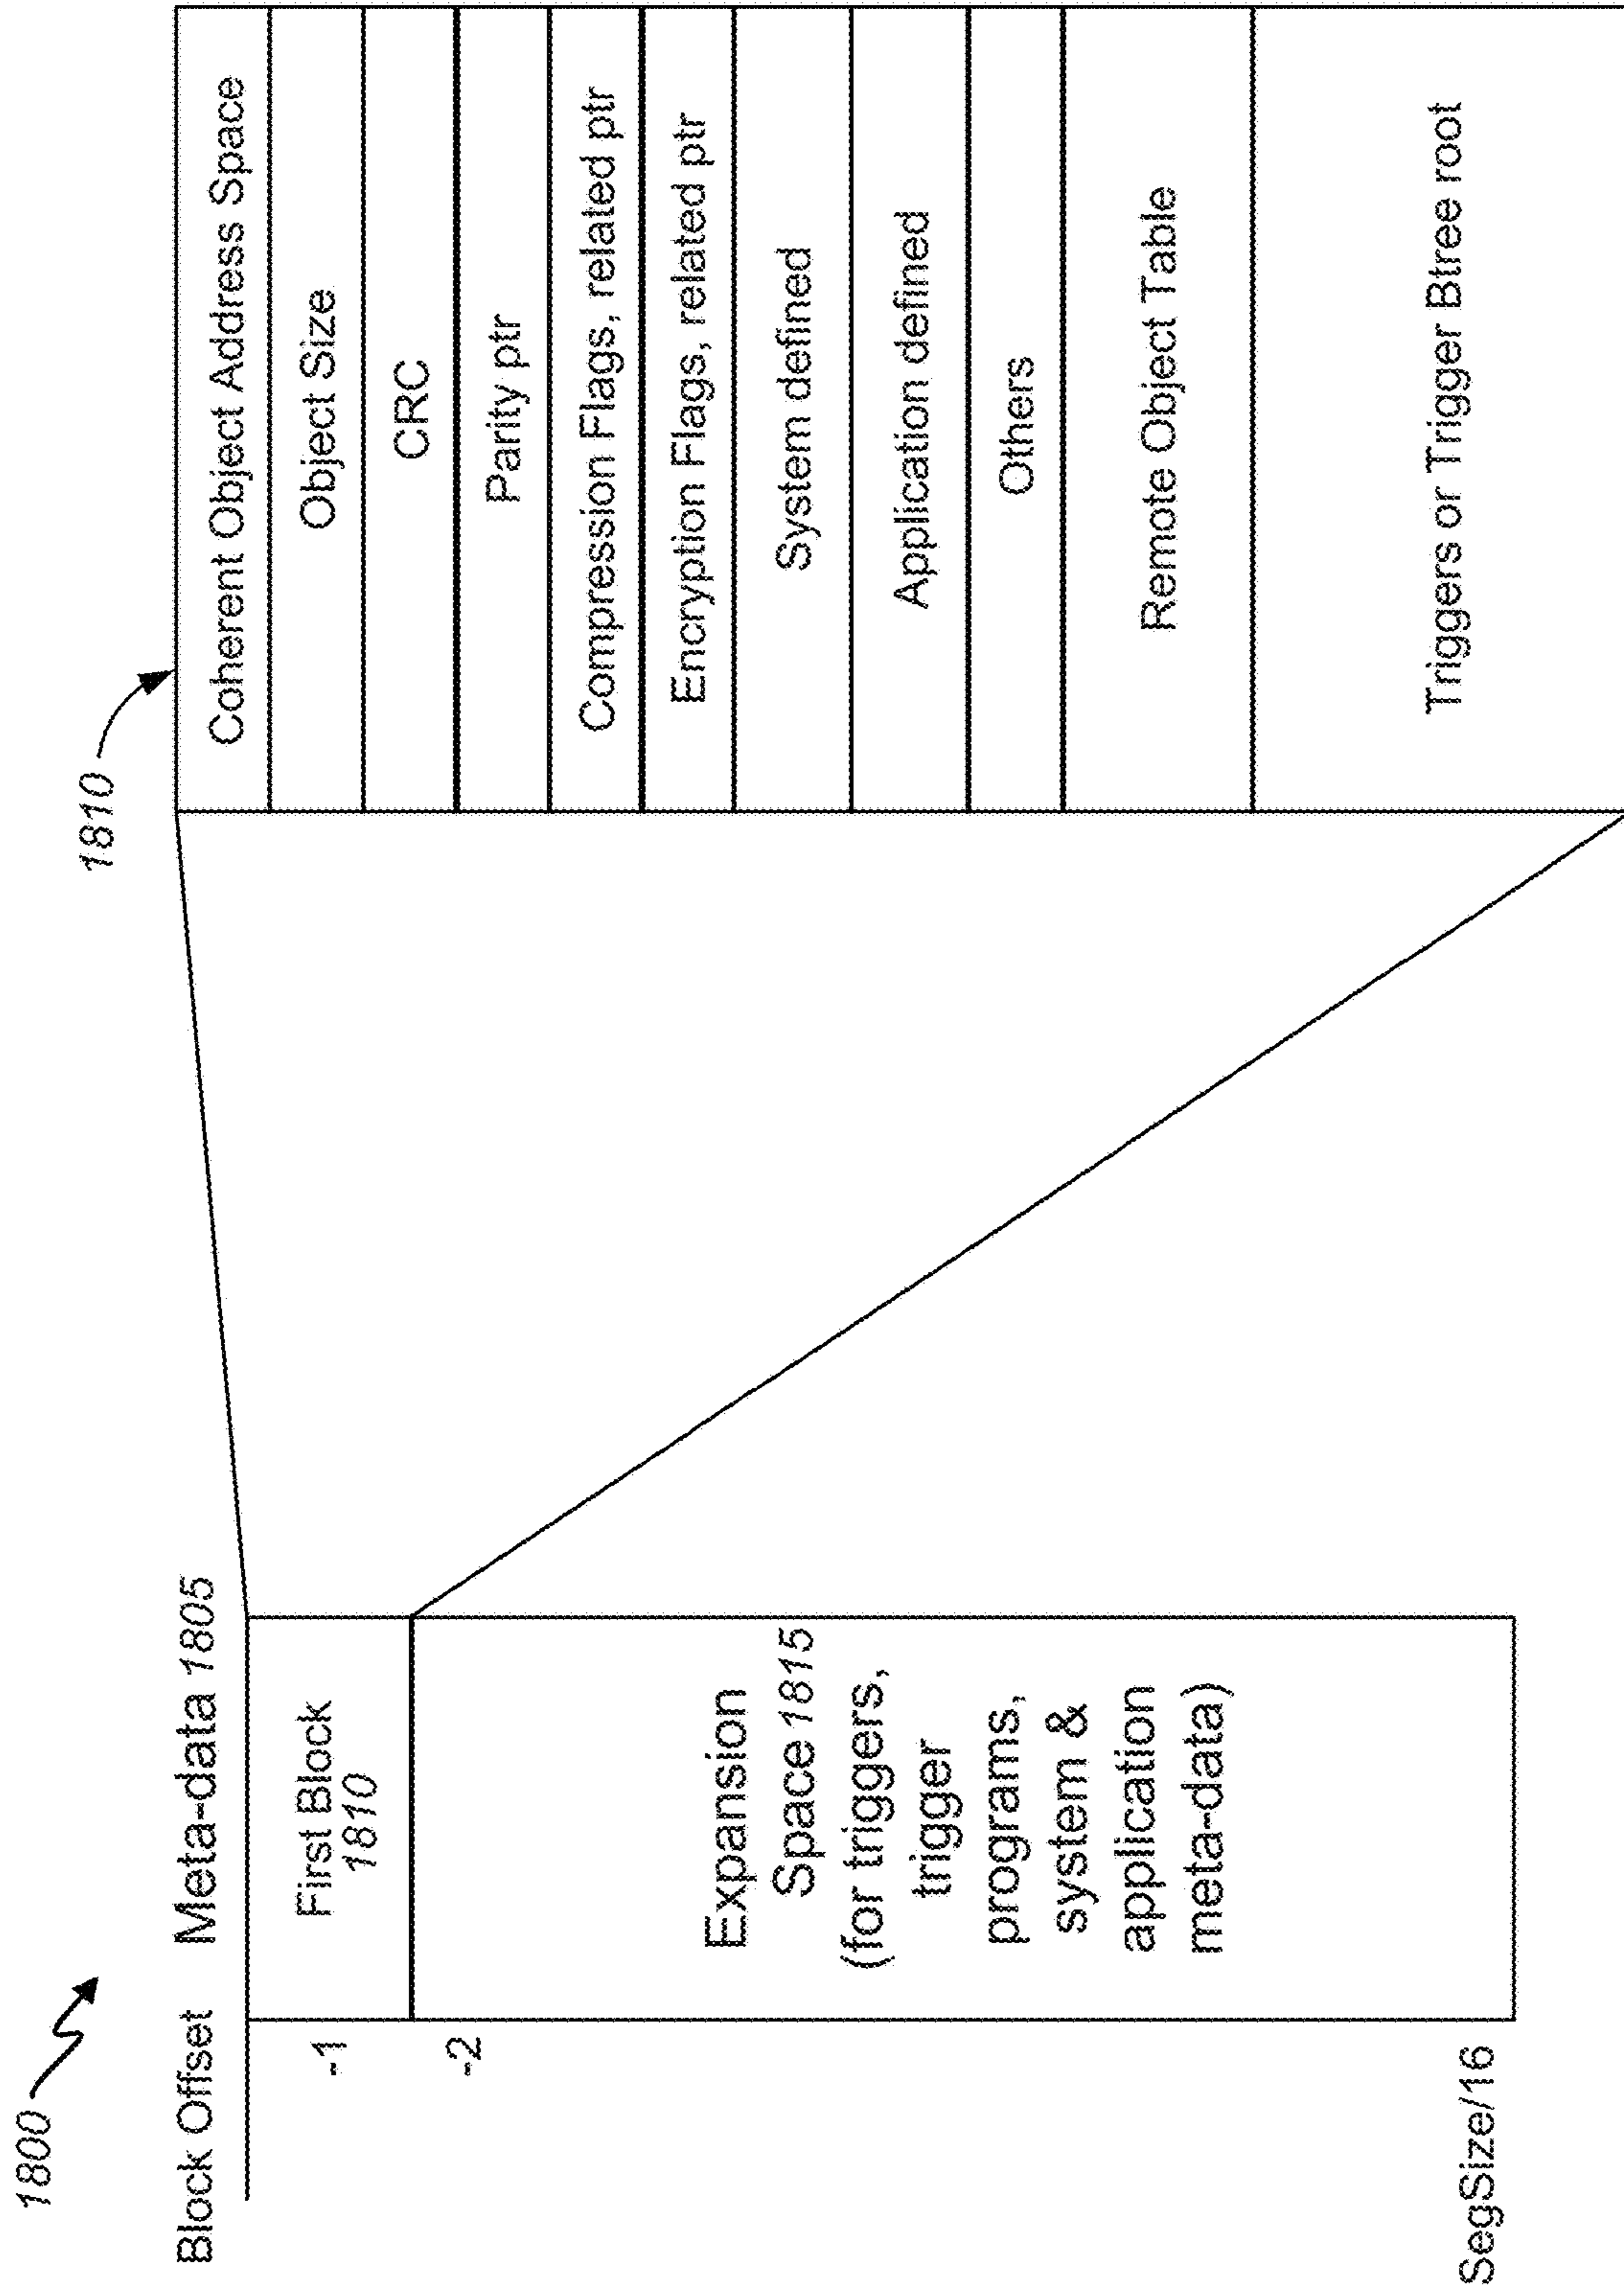 1800
Block Offset
Meta-data 1805
-1
First Block
1810
-2
Expansion
Space 1815
(for triggers,
trigger
programs,
system &
application
meta-data)
SegSize/16
1810
Coherent Object Address Space
Object Size
CRC
Parity ptr
Compression Flags, related ptr
Encryption Flags, related ptr
System defined
Application defined
Others
Remote Object Table
Triggers or Trigger Btree root